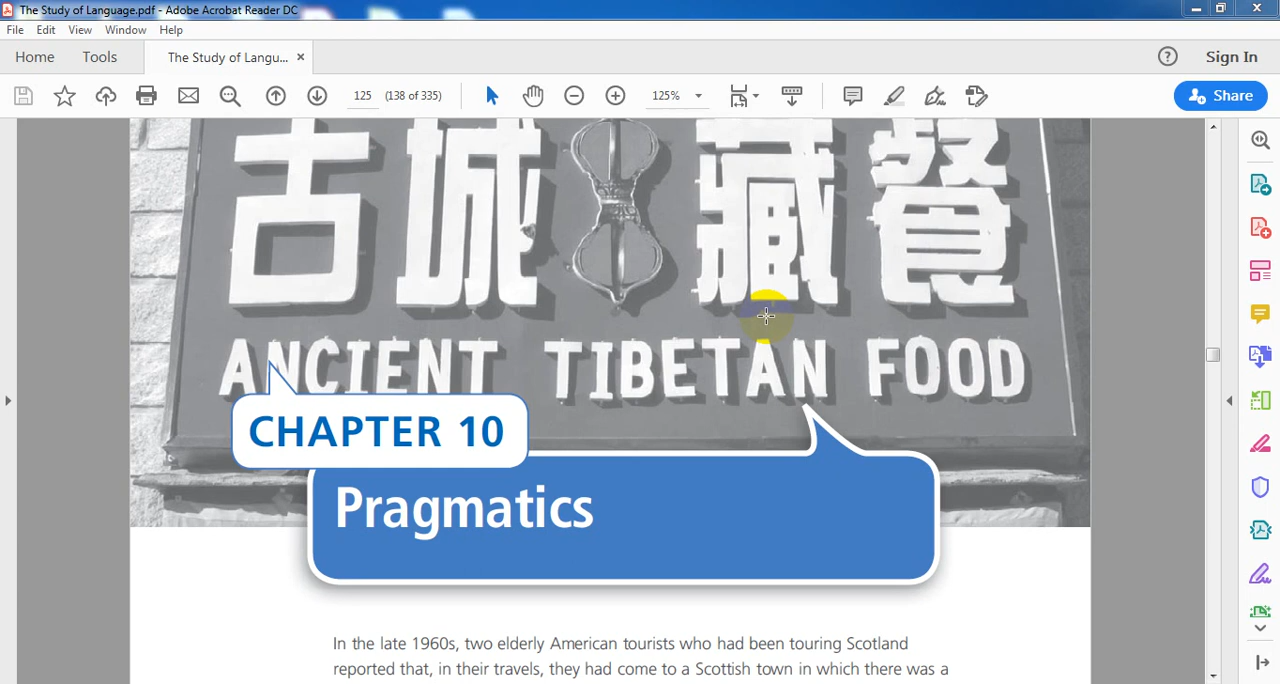 The Study of Language.pdf - Adobe Acrobat Reader DC
File Edit View Window Help
Home Tools The Study of Langu... × Sign In
125 (138 of 335) 125% Share
古城藏餐
ANCIENT TIBETAN FOOD
CHAPTER 10
Pragmatics
In the late 1960s, two elderly American tourists who had been touring Scotland
reported that, in their travels, they had come to a Scottish town in which there was a